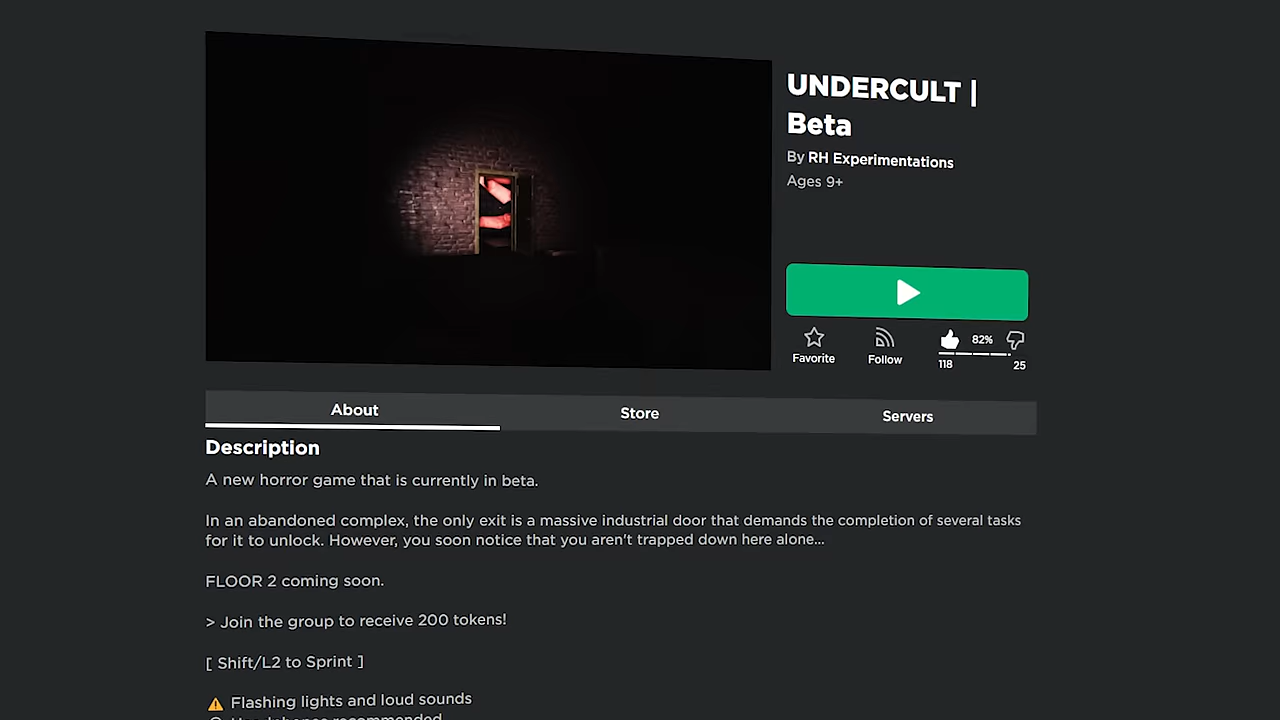 UNDERCULT |
Beta
By RH Experimentations
Ages 9+
Favorite
Follow
82%
118
25
About
Store
Servers
Description
A new horror game that is currently in beta.
In an abandoned complex, the only exit is a massive industrial door that demands the completion of several tasks
for it to unlock. However, you soon notice that you aren't trapped down here alone...
FLOOR 2 coming soon.
> Join the group to receive 200 tokens!
[ Shift/L2 to Sprint ]
⚠ Flashing lights and loud sounds
recommended